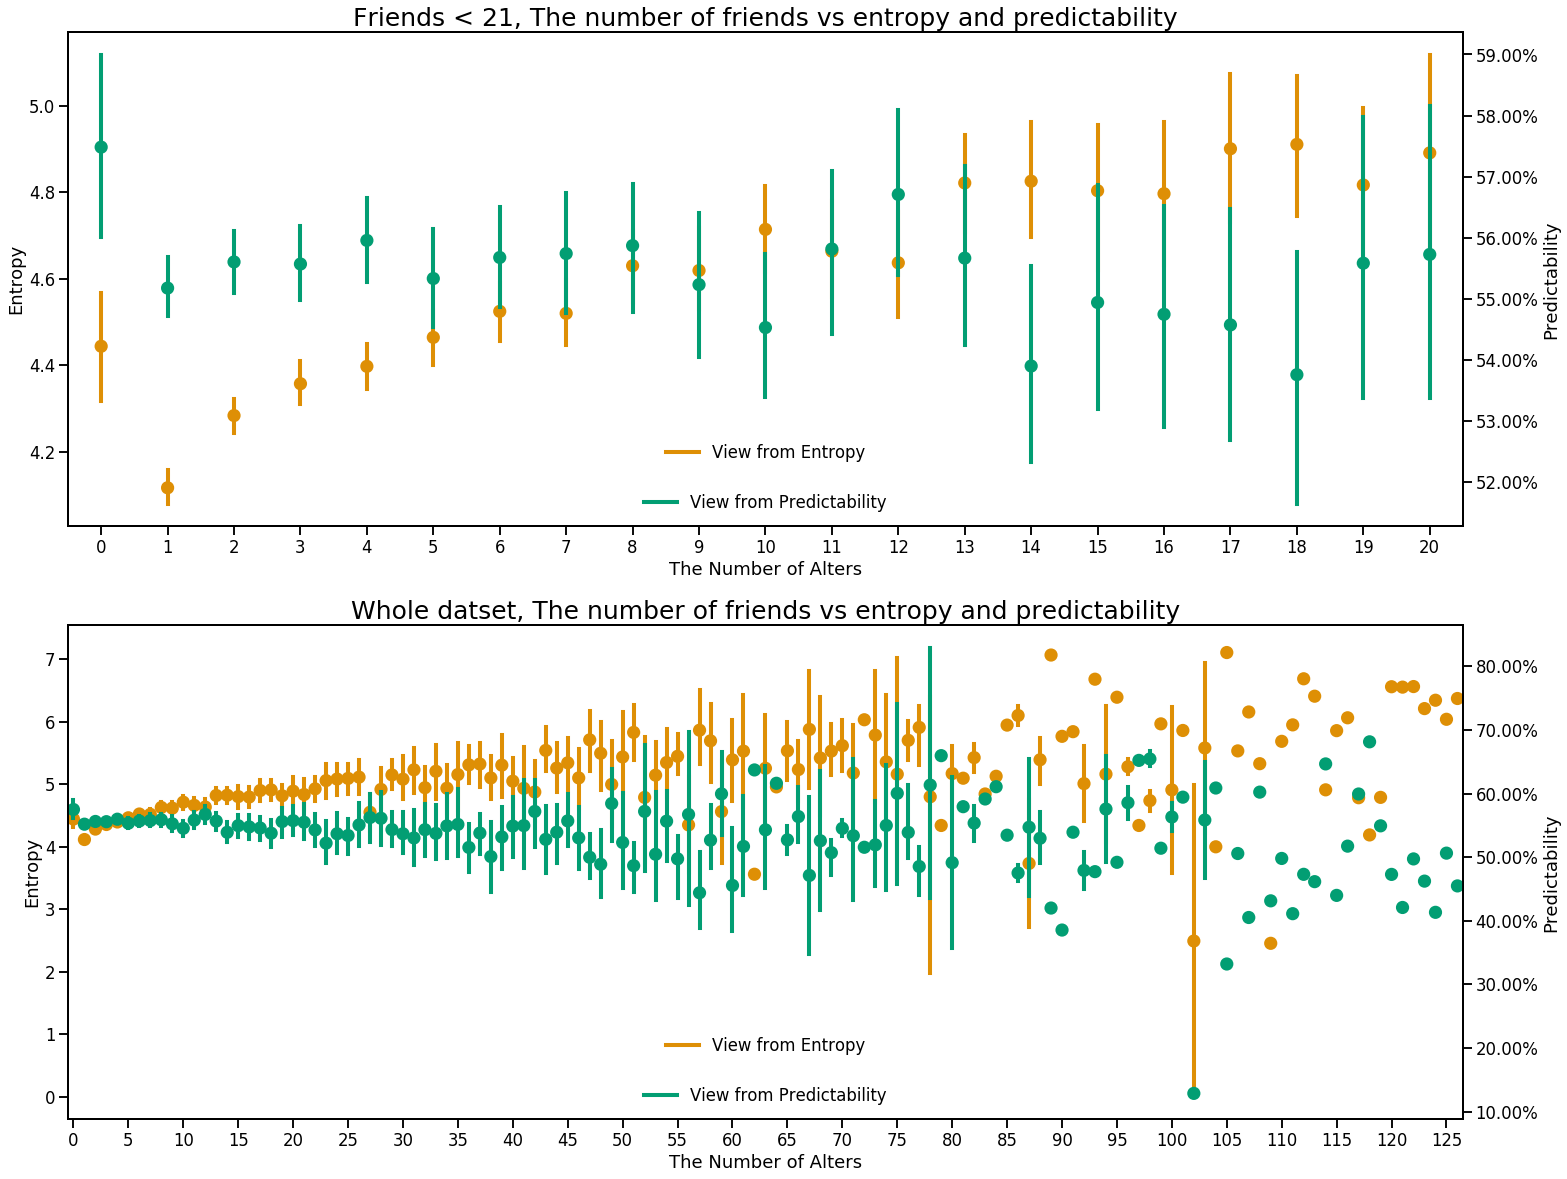 Friends < 21, The number of friends vs entropy and predictability
5.0
4.8
4.6
4.4
4.2
Entropy
59.00%
58.00%
57.00%
56.00%
55.00%
54.00%
53.00%
52.00%
Predictability
View from Entropy
View from Predictability
0 1 2 3 4 5 6 7 8 9 10 11 12 13 14 15 16 17 18 19 20
The Number of Alters
Whole datset, The number of friends vs entropy and predictability
7
6
5
4
3
2
1
0
Entropy
80.00%
70.00%
60.00%
50.00%
40.00%
30.00%
20.00%
10.00%
Predictability
View from Entropy
View from Predictability
0 5 10 15 20 25 30 35 40 45 50 55 60 65 70 75 80 85 90 95 100 105 110 115 120 125
The Number of Alters